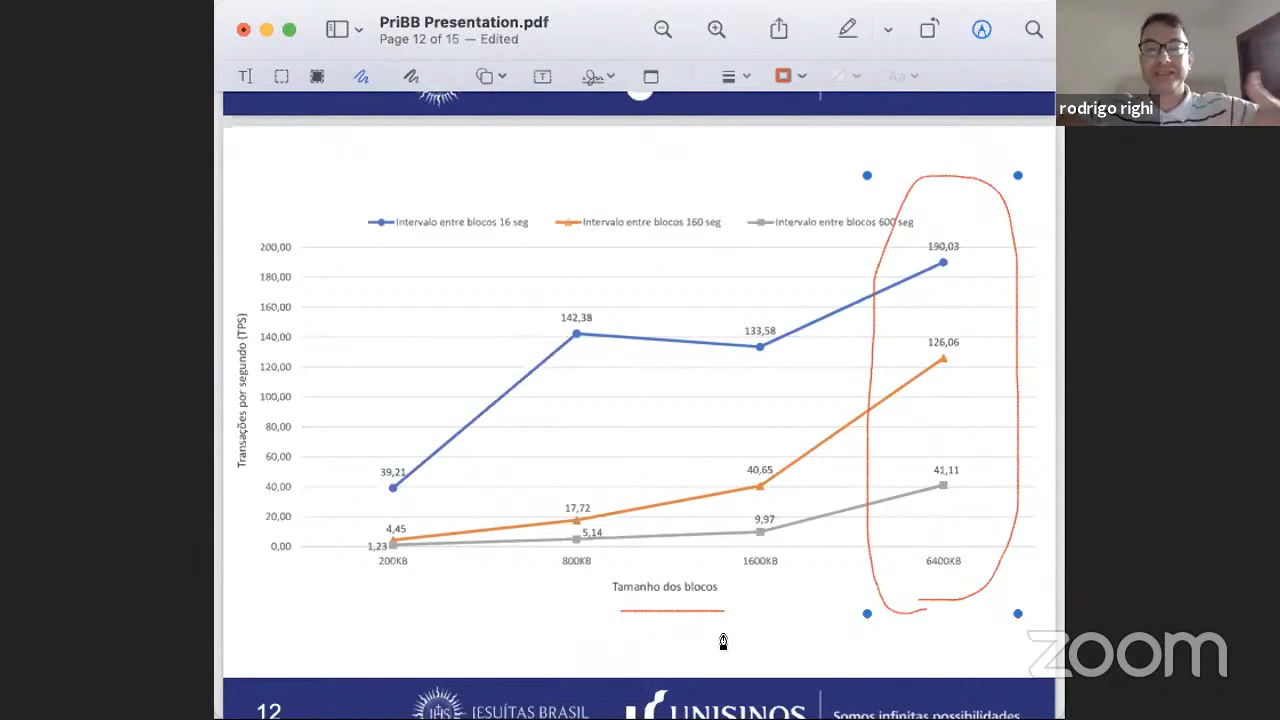 PriBB Presentation.pdf
Page 12 of 15 — Edited
rodrigo righi
Intervalo entre blocos 16 seg
Intervalo entre blocos 160 seg
Intervalo entre blocos 600 seg
Transações por segundo (TPS)
200,00
180,00
160,00
140,00
120,00
100,00
80,00
60,00
40,00
20,00
0,00
190,03
142,38
133,58
126,06
39,21
40,65
41,11
4,45
17,72
1,23
5,14
9,97
200KB
800KB
1600KB
6400KB
Tamanho dos blocos
zoom
12
IHS
JESUÍTAS BRASIL
UNISINOS
Somos infinitas possibilidades